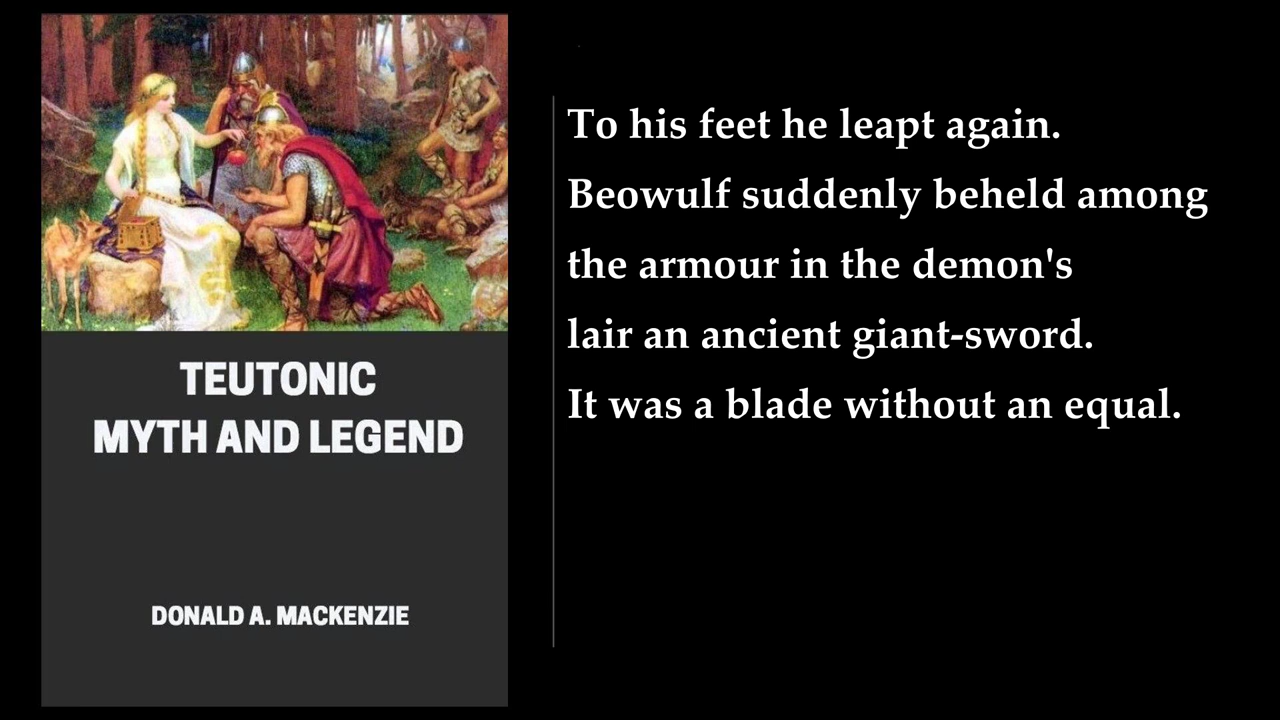 TEUTONIC
MYTH AND LEGEND
DONALD A. MACKENZIE
To his feet he leapt again.
Beowulf suddenly beheld among
the armour in the demon's
lair an ancient giant-sword.
It was a blade without an equal.